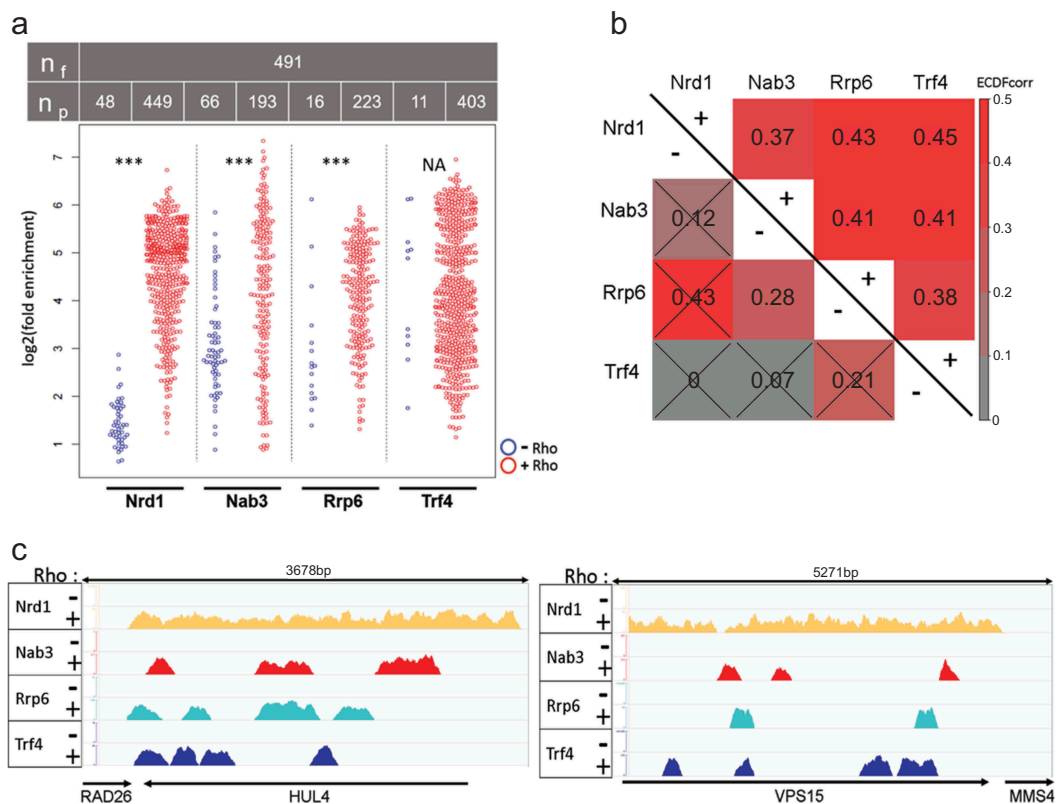 a
n f 491
n p 48 449 66 193 16 223 11 403
log2(fold enrichment)
7
6
5
4
3
2
1
*** *** *** NA
- Rho
+ Rho
Nrd1 Nab3 Rrp6 Trf4
b
Nrd1 Nab3 Rrp6 Trf4 ECDFcorr
Nrd1 + - 0.37 0.43 0.45
Nab3 0.12 + - 0.41 0.41
Rrp6 0.43 0.28 + - 0.38
Trf4 0 0.07 0.21 + -
0.5
0.4
0.3
0.2
0.1
0
c
Rho : 3678bp
Nrd1 - +
Nab3 - +
Rrp6 - +
Trf4 - +
RAD26 HUL4
Rho : 5271bp
Nrd1 - +
Nab3 - +
Rrp6 - +
Trf4 - +
VPS15 MMS4